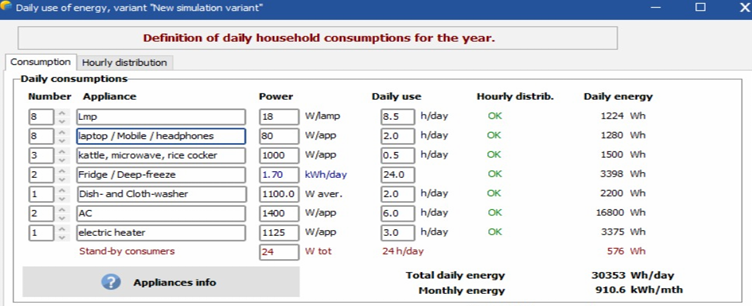 Daily use of energy, variant "New simulation variant"
Definition of daily household consumptions for the year.
Consumption Hourly distribution
Daily consumptions
Number Appliance Power Daily use Hourly distrib. Daily energy
8 Lmp 18 W/lamp 8.5 h/day OK 1224 Wh
8 laptop / Mobile / headphones 80 W/app 2.0 h/day OK 1280 Wh
3 kattle, microwave, rice cocker 1000 W/app 0.5 h/day OK 1500 Wh
2 Fridge / Deep-freeze 1.70 kWh/day 24.0 OK 3398 Wh
1 Dish- and Cloth-washer 1100.0 W aver. 2.0 h/day OK 2200 Wh
2 AC 1400 W/app 6.0 h/day OK 16800 Wh
1 electric heater 1125 W/app 3.0 h/day OK 3375 Wh
Stand-by consumers 24 W tot 24 h/day 576 Wh
? Appliances info
Total daily energy 30353 Wh/day
Monthly energy 910.6 kWh/mth